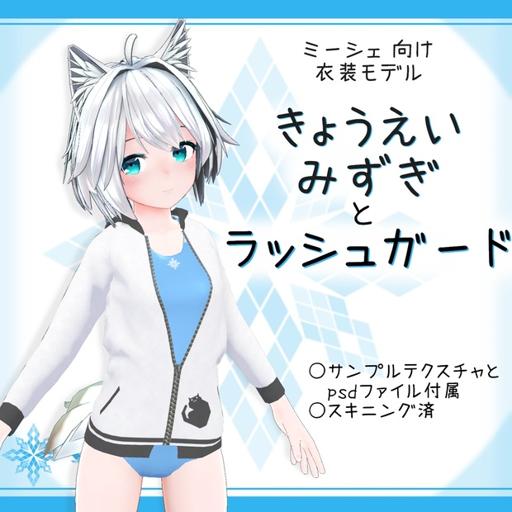 ミーシェ 向け
衣装モデル
きょうえい
みずぎ
と
ラッシュガード
○サンプルテクスチャと
psdファイル付属
○スキニング済